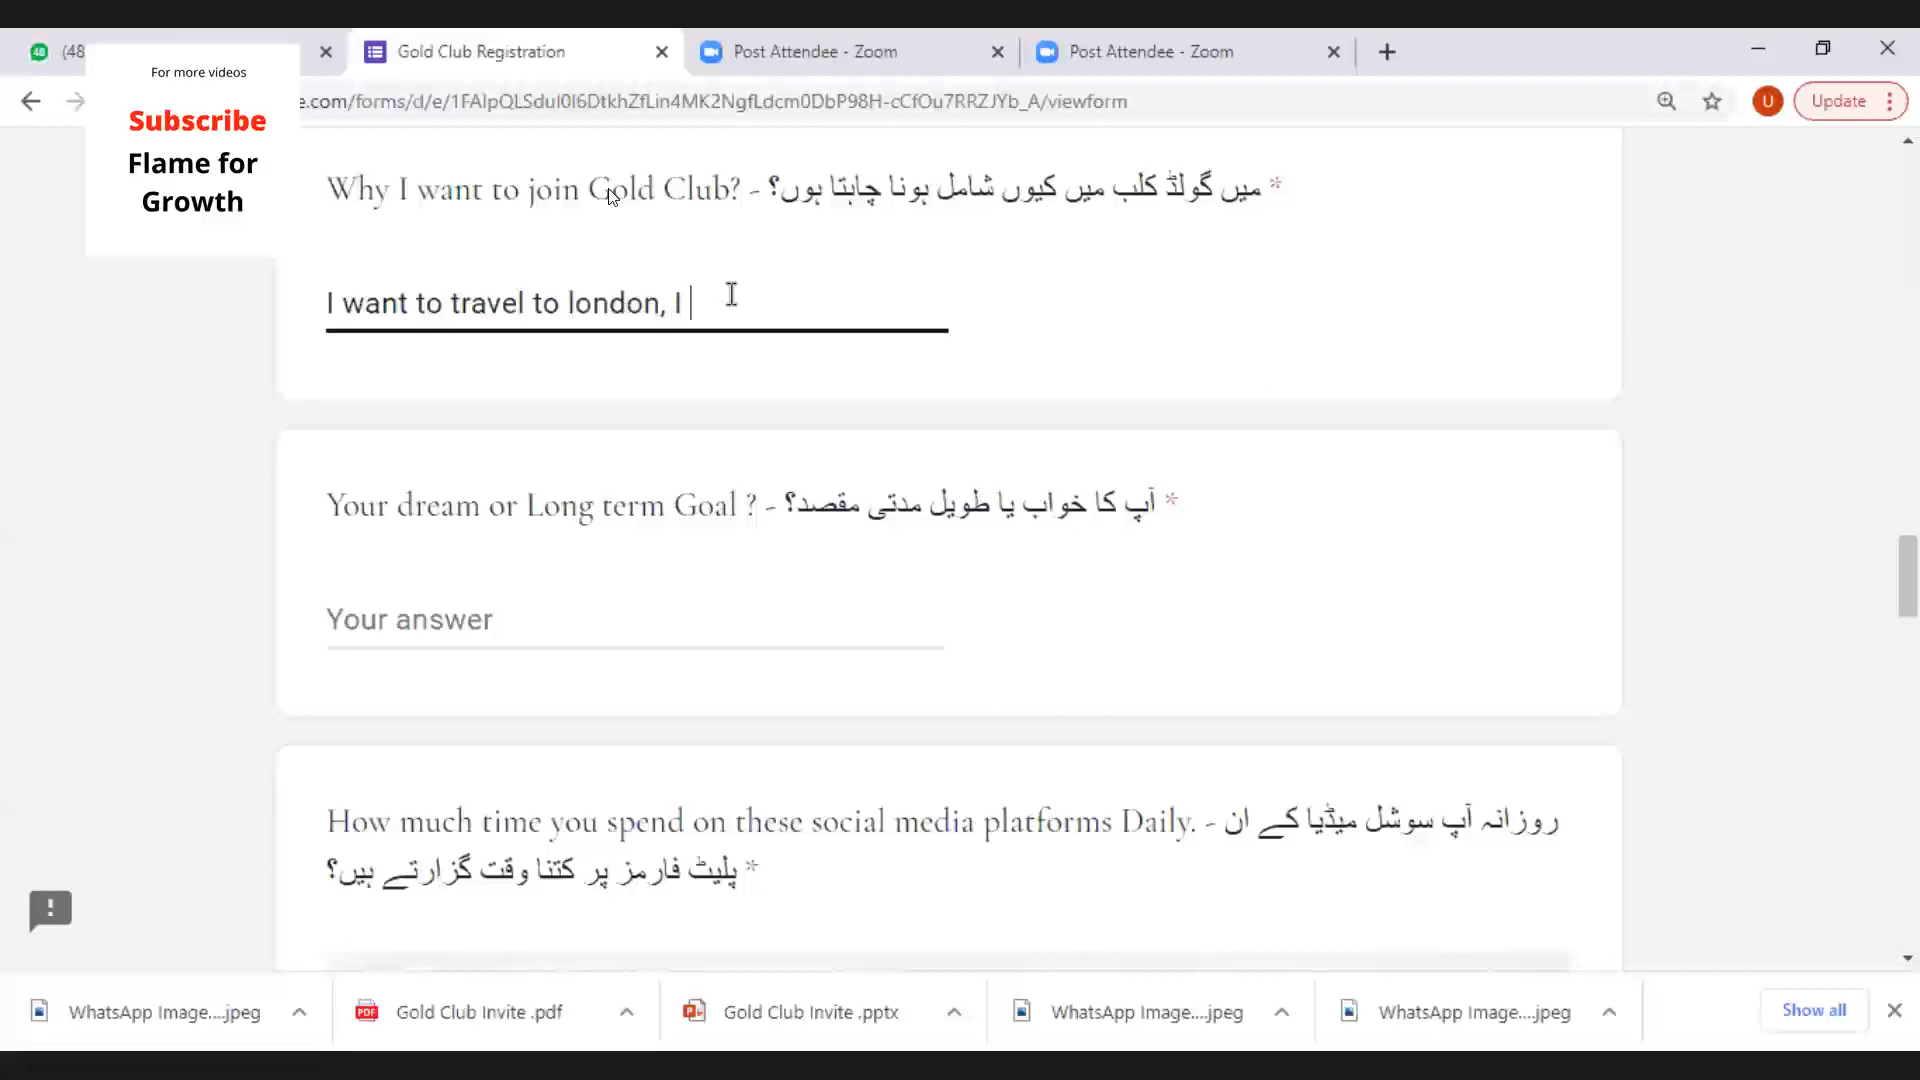 (48
Gold Club Registration
Post Attendee - Zoom
Post Attendee - Zoom
For more videos
Subscribe
Flame for
Growth
e.com/forms/d/e/1FAIpQLSdul0I6DtkhZfLin4MK2NgfLdcm0DbP98H-cCfOu7RRZJYb_A/viewform
U
Update
Why I want to join Gold Club? - میں گولڈ کلب میں کیوں شامل ہونا چاہتا ہوں؟ *
I want to travel to london, I
Your dream or Long term Goal ? - آپ کا خواب یا طویل مدتی مقصد؟ *
Your answer
How much time you spend on these social media platforms Daily. - روزانہ آپ سوشل میڈیا کے ان
پلیٹ فارمز پر کتنا وقت گزارتے ہیں؟ *
WhatsApp Image....jpeg
Gold Club Invite .pdf
Gold Club Invite .pptx
WhatsApp Image....jpeg
WhatsApp Image....jpeg
Show all